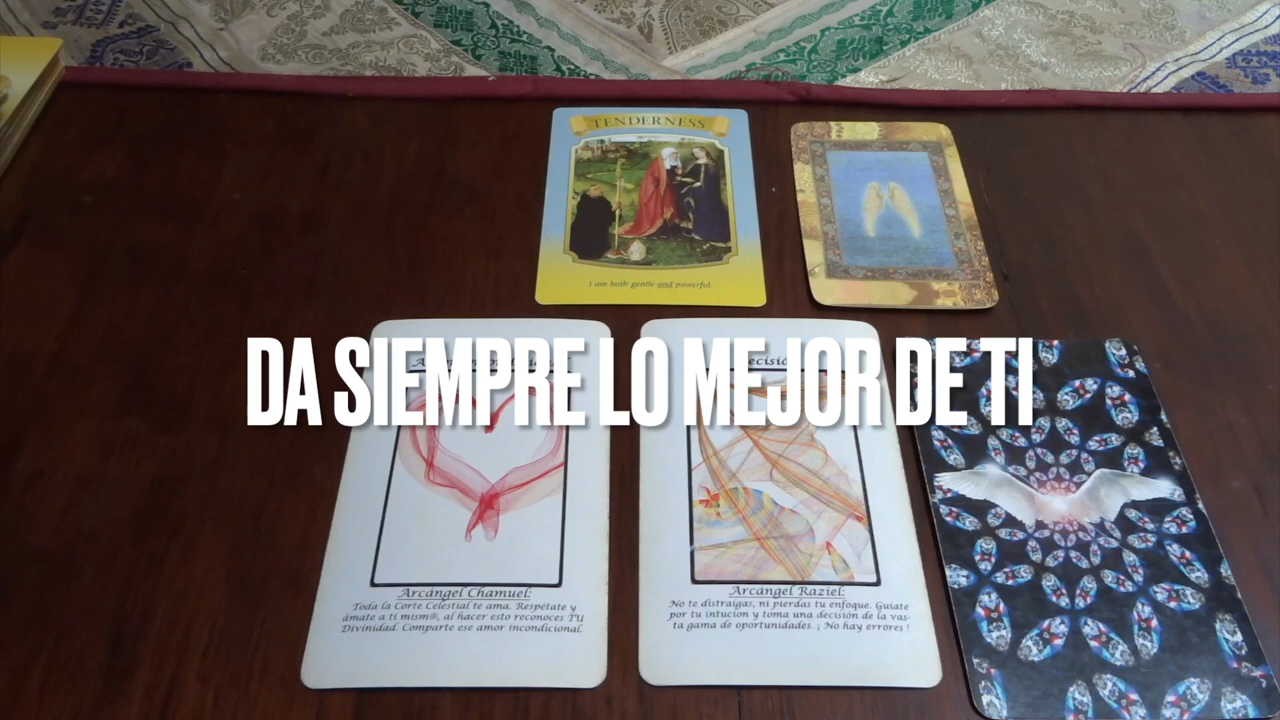 TENDERNESS
I am both gentle and powerful.
DA SIEMPRE LO MEJOR DE TI
Arcángel Chamuel:
Toda la Corte Celestial te ama. Respétate y
ámate a ti mism@, al hacer esto reconoces TU
Divinidad. Comparte ese amor incondicional.
Arcángel Raziel:
No te distraigas, ni pierdas tu enfoque. Guiate
por tu intucion y toma una decisión de la vas-
ta gama de oportunidades. ¡ No hay errores !